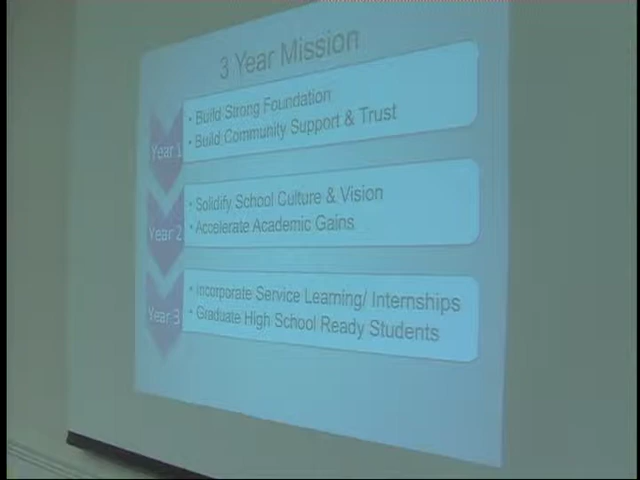 3 Year Mission
Year 1
• Build Strong Foundation
• Build Community Support & Trust
Year 2
• Solidify School Culture & Vision
• Accelerate Academic Gains
Year 3
• Incorporate Service Learning/ Internships
• Graduate High School Ready Students